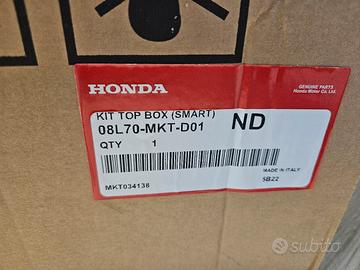 HONDA
GENUINE PARTS
Honda Motor Co. Ltd.
KIT TOP BOX (SMART)
08L70-MKT-D01 ND
QTY 1
MADE IN ITALY
MKT034136 5B22
subito